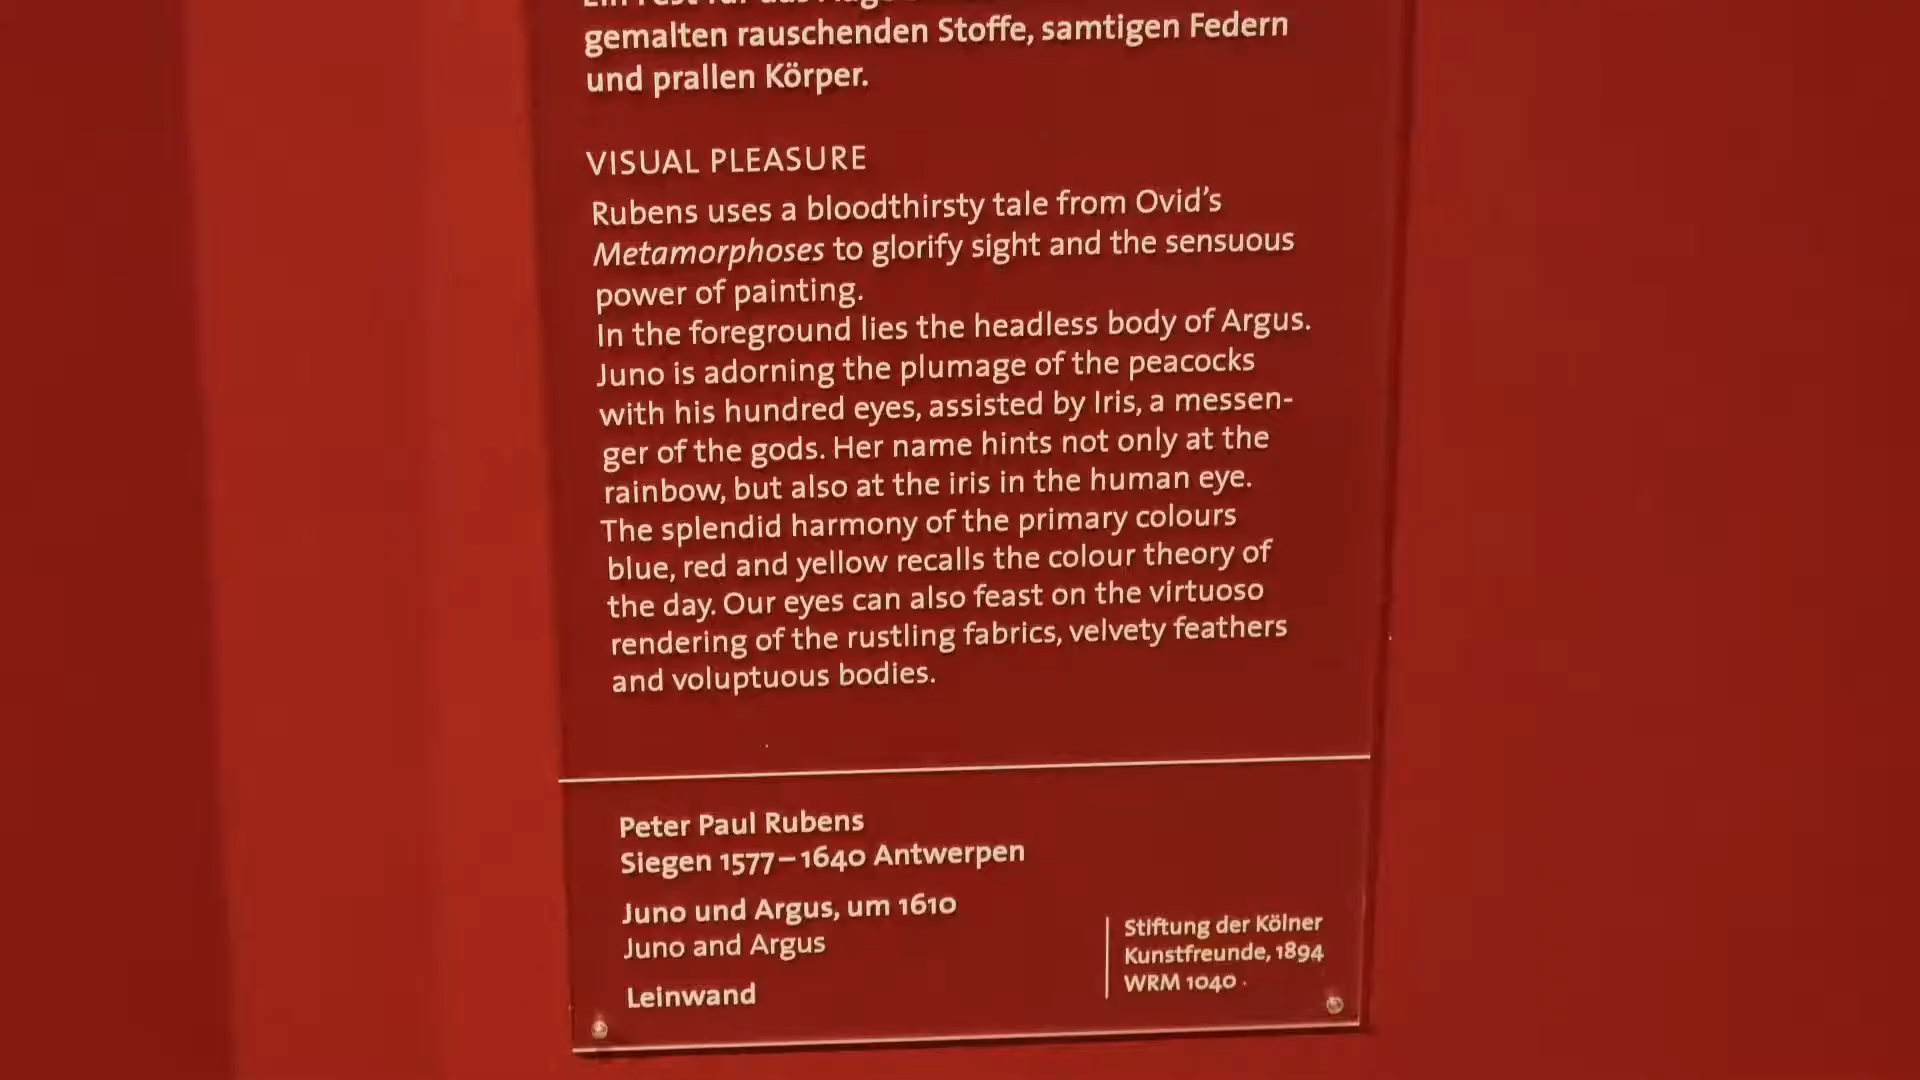 Ein Fest für das Auge
gemalten rauschenden Stoffe, samtigen Federn
und prallen Körper.
VISUAL PLEASURE
Rubens uses a bloodthirsty tale from Ovid's
Metamorphoses to glorify sight and the sensuous
power of painting.
In the foreground lies the headless body of Argus.
Juno is adorning the plumage of the peacocks
with his hundred eyes, assisted by Iris, a messen-
ger of the gods. Her name hints not only at the
rainbow, but also at the iris in the human eye.
The splendid harmony of the primary colours
blue, red and yellow recalls the colour theory of
the day. Our eyes can also feast on the virtuoso
rendering of the rustling fabrics, velvety feathers
and voluptuous bodies.
Peter Paul Rubens
Siegen 1577–1640 Antwerpen
Juno und Argus, um 1610
Juno and Argus
Leinwand
Stiftung der Kölner
Kunstfreunde, 1894
WRM 1040